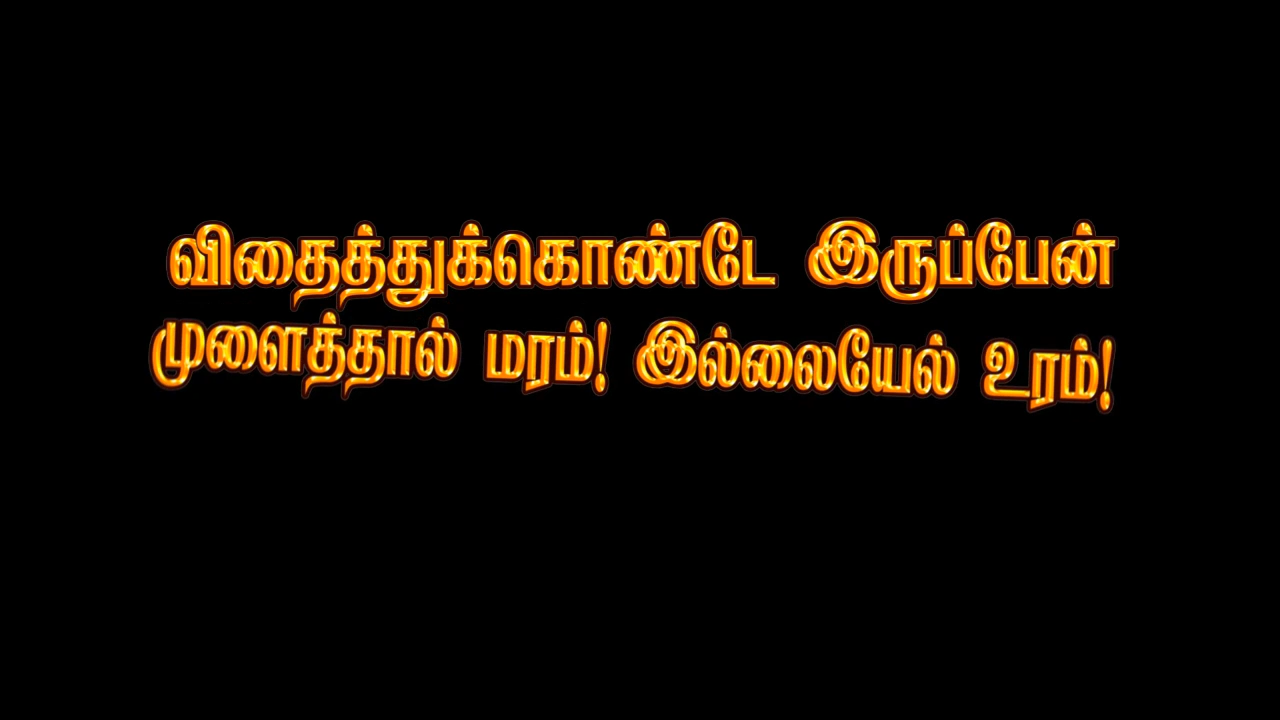 விதைத்துக்கொண்டே இருப்பேன்
முளைத்தால் மரம்! இல்லையேல் உரம்!